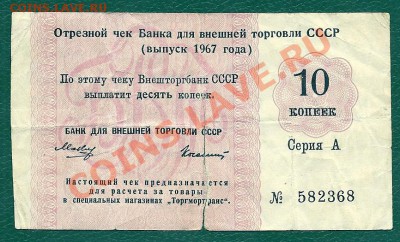 Отрезной чек Банка для внешней торговли СССР
(выпуск 1967 года)
По этому чеку Внешторгбанк СССР
выплатит десять копеек.
10
КОПЕЕК
БАНК ДЛЯ ВНЕШНЕЙ ТОРГОВЛИ СССР
Серия А
Настоящий чек предназначается
для расчета за товары
в специальных магазинах „Торгмортранс".
№ 582368
COINS.LAVE.RU